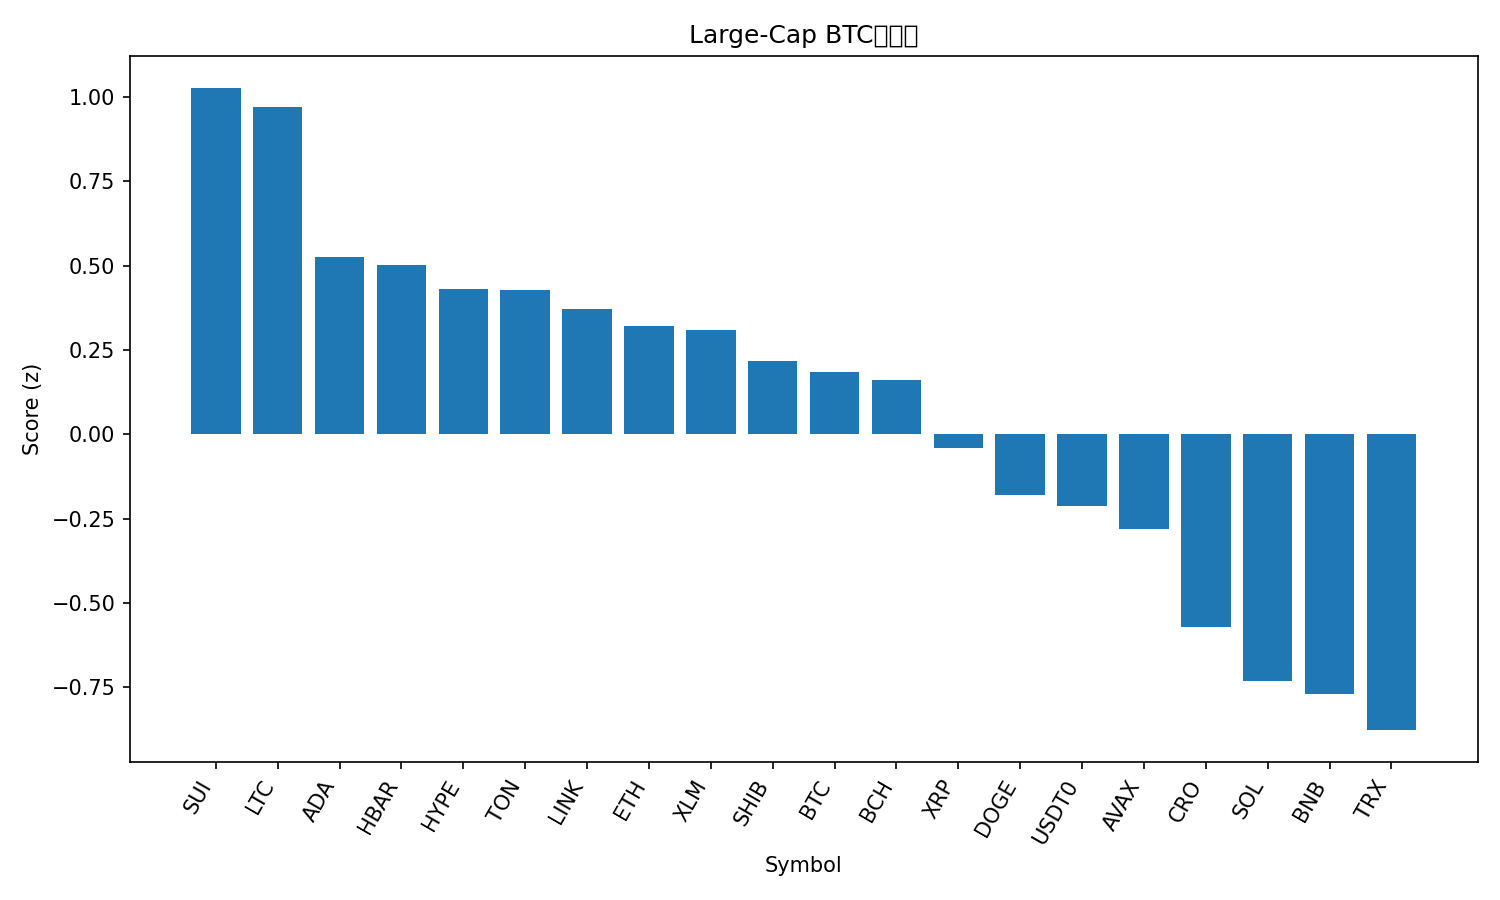 Large-Cap BTC
Score (z)
1.00
0.75
0.50
0.25
0.00
−0.25
−0.50
−0.75
SUI
LTC
ADA
HBAR
HYPE
TON
LINK
ETH
XLM
SHIB
BTC
BCH
XRP
DOGE
USDT0
AVAX
CRO
SOL
BNB
TRX
Symbol